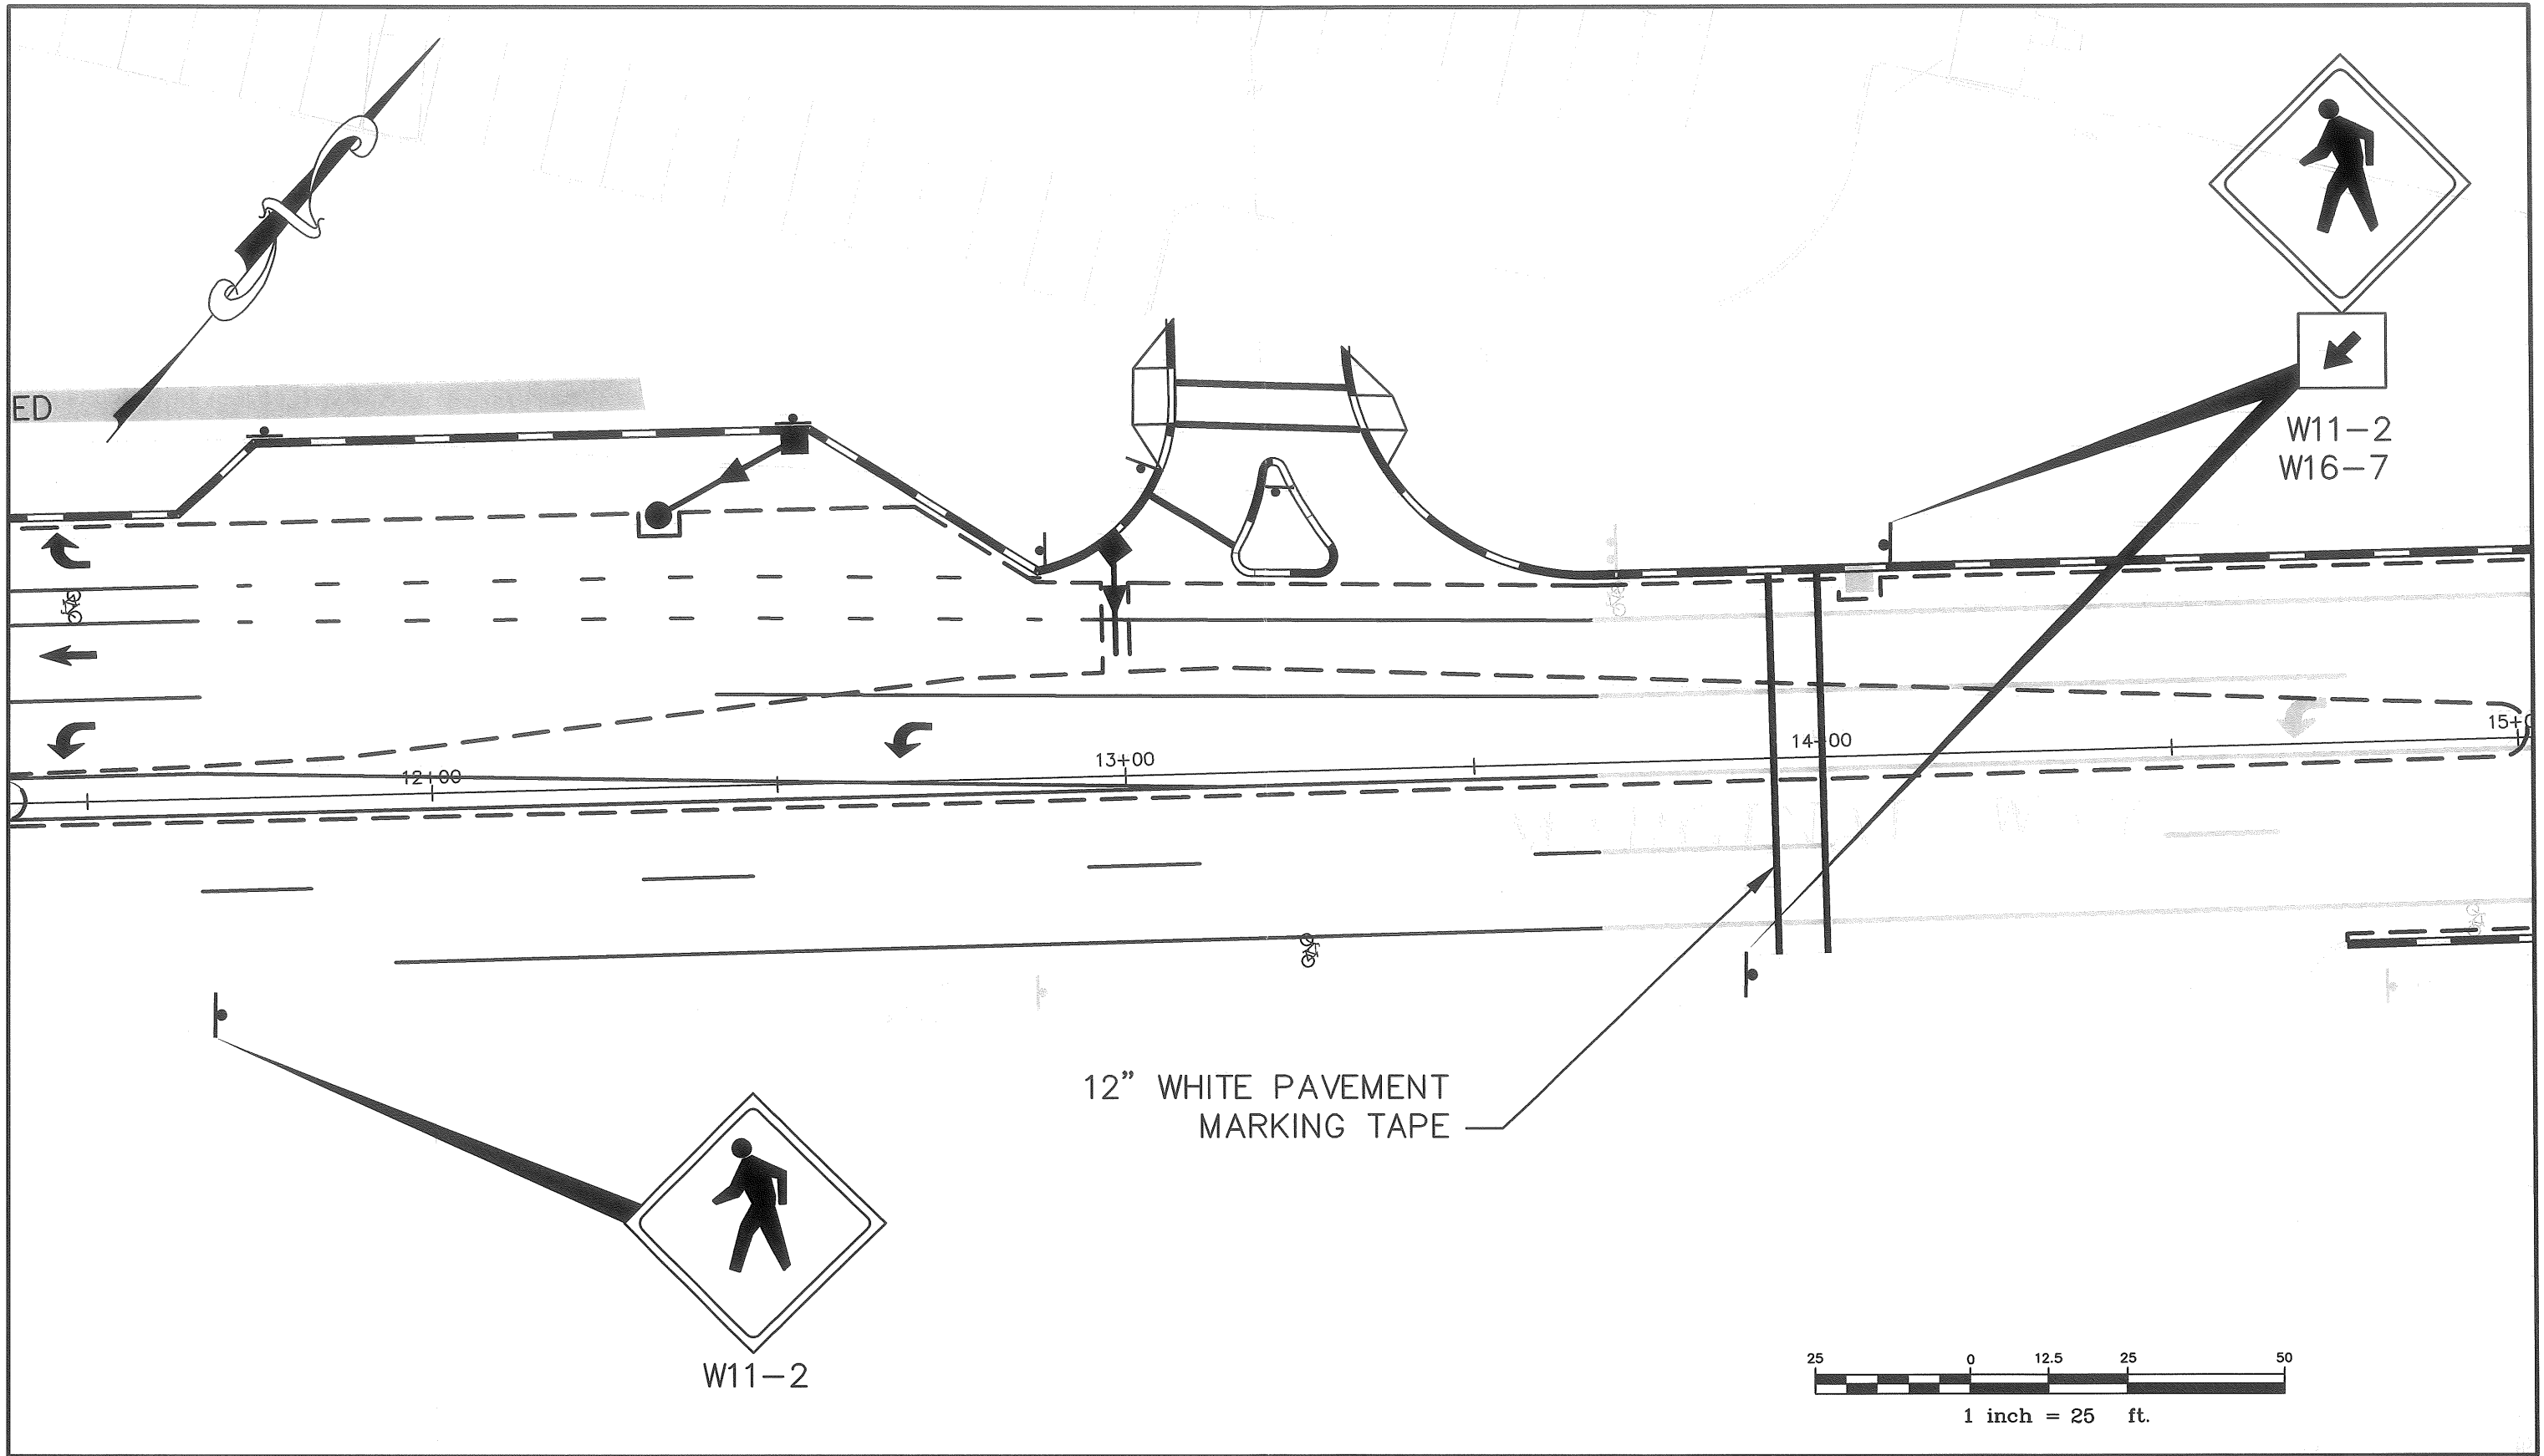 ED
W11-2
W16-7
15+0
14+00
13+00
12+00
12” WHITE PAVEMENT
MARKING TAPE
W11-2
25 0 12.5 25 50
1 inch = 25 ft.